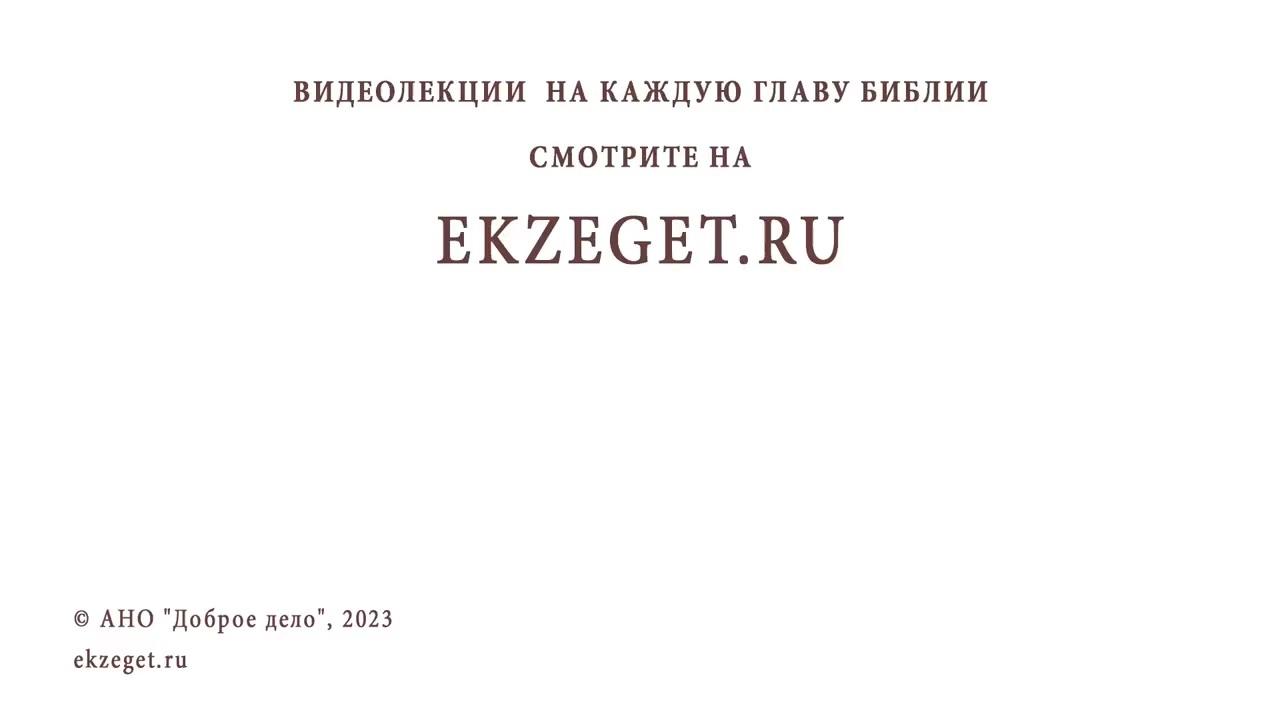 ВИДЕОЛЕКЦИИ НА КАЖДУЮ ГЛАВУ БИБЛИИ
СМОТРИТЕ НА
EKZEGET.RU
© АНО "Доброе дело", 2023
ekzeget.ru